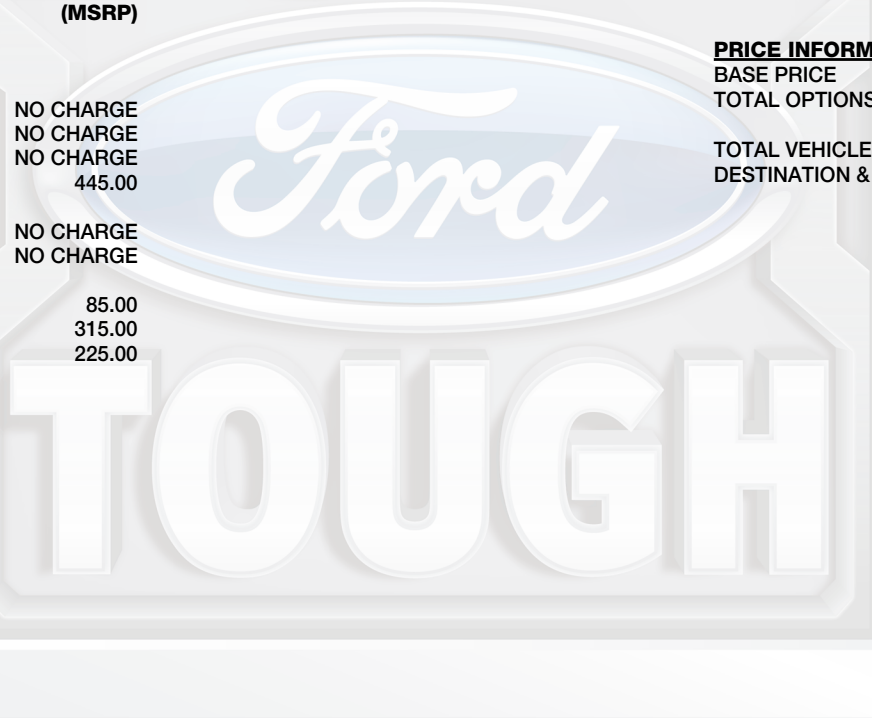 (MSRP)
NO CHARGE
NO CHARGE
NO CHARGE
445.00
NO CHARGE
NO CHARGE
85.00
315.00
225.00
PRICE INFORM
BASE PRICE
TOTAL OPTIONS
TOTAL VEHICLE
DESTINATION &
Ford
TOUGH